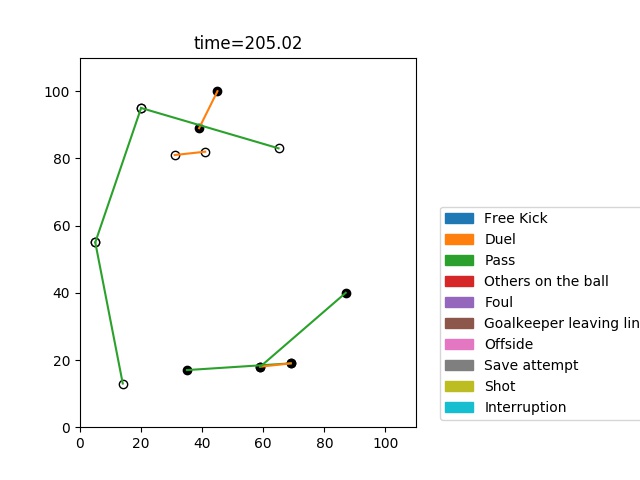 time=205.02
100
80
60
40
20
0
0 20 40 60 80 100
Free Kick
Duel
Pass
Others on the ball
Foul
Goalkeeper leaving lin
Offside
Save attempt
Shot
Interruption